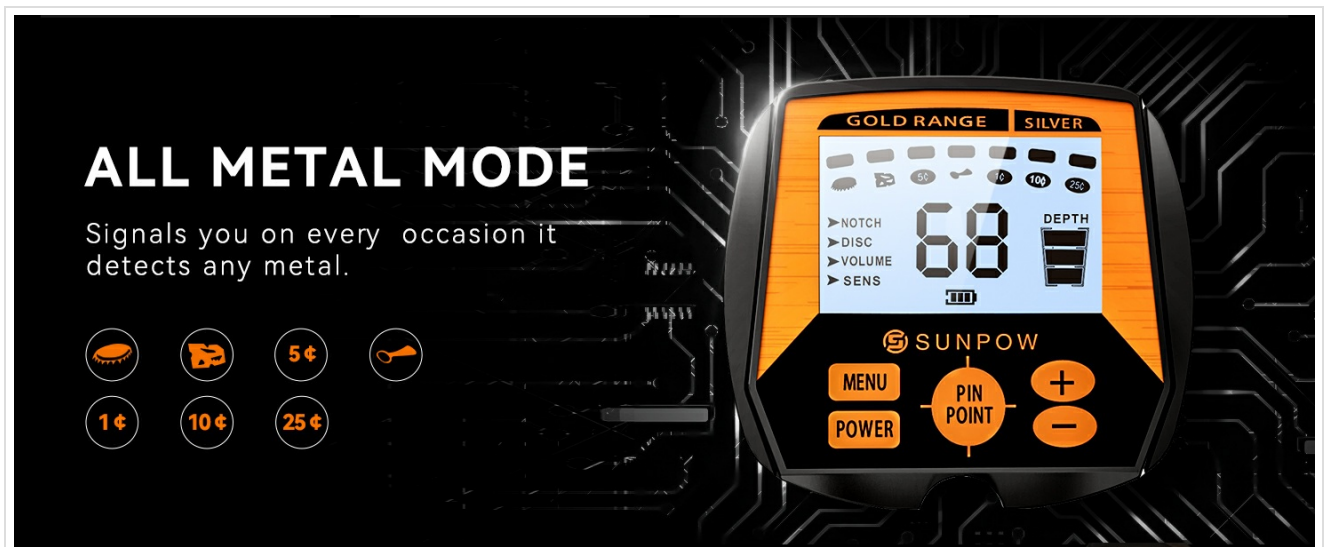 ALL METAL MODE
Signals you on every occasion it
detects any metal.
5¢
1¢ 10¢ 25¢
GOLD RANGE SILVER
5¢ 1¢ 10¢ 25¢
NOTCH
DISC
VOLUME
SENS
68
DEPTH
SUNPOW
MENU
POWER
PIN
POINT
+
−